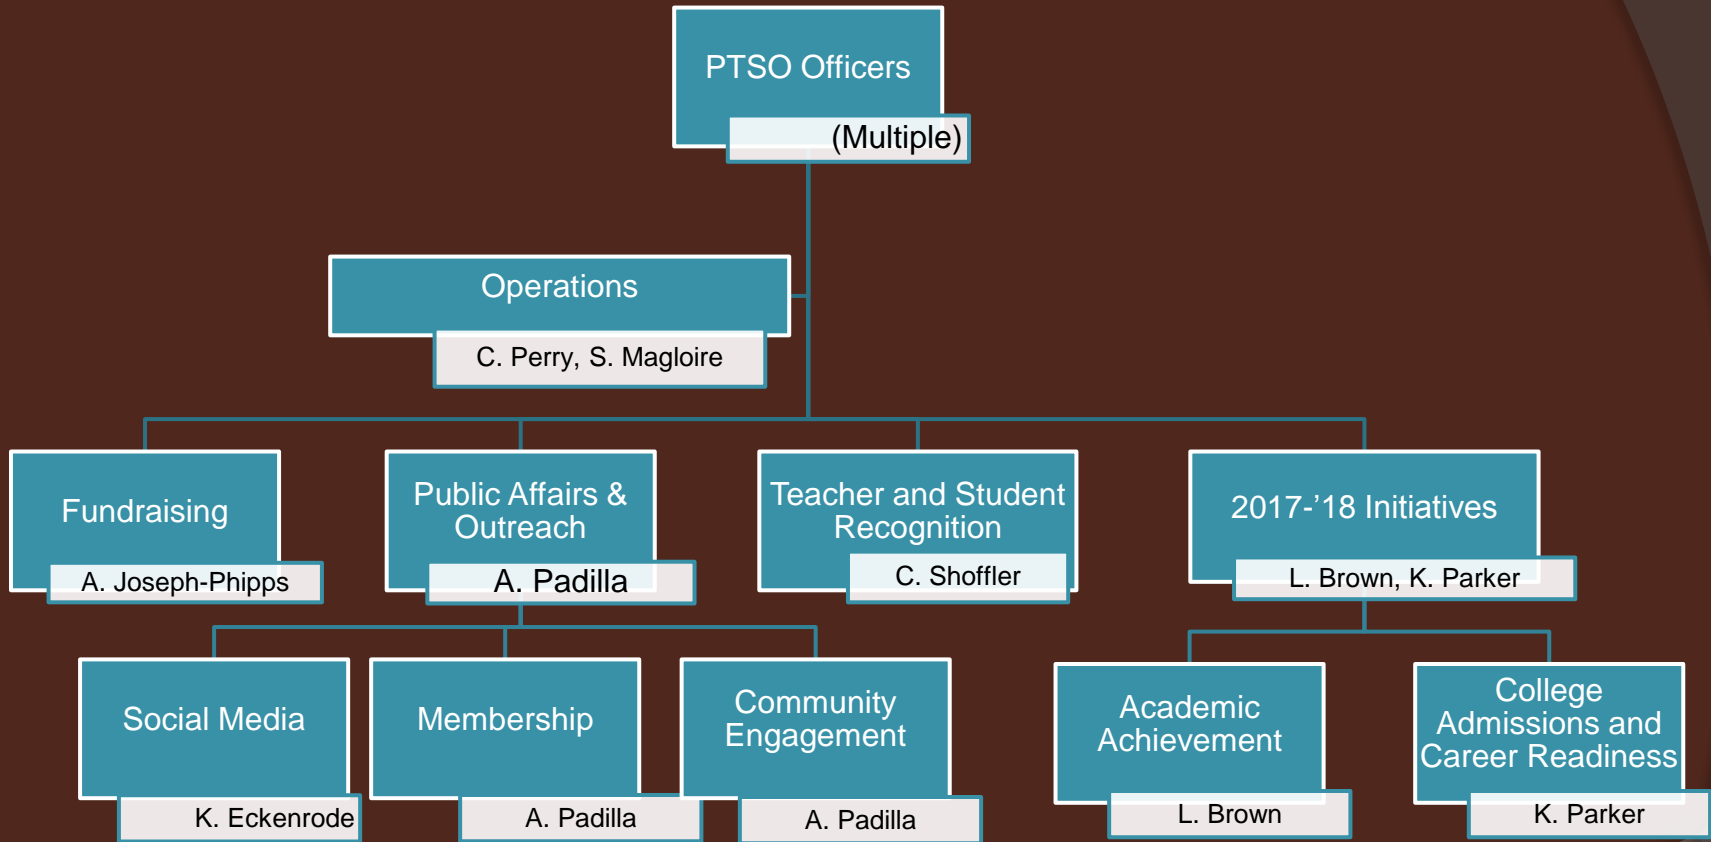 PTSO Officers
(Multiple)
Operations
C. Perry, S. Magloire
Fundraising
A. Joseph-Phipps
Public Affairs &
Outreach
A. Padilla
Teacher and Student
Recognition
C. Shoffler
2017-’18 Initiatives
L. Brown, K. Parker
Social Media
K. Eckenrode
Membership
A. Padilla
Community
Engagement
A. Padilla
Academic
Achievement
L. Brown
College
Admissions and
Career Readiness
K. Parker